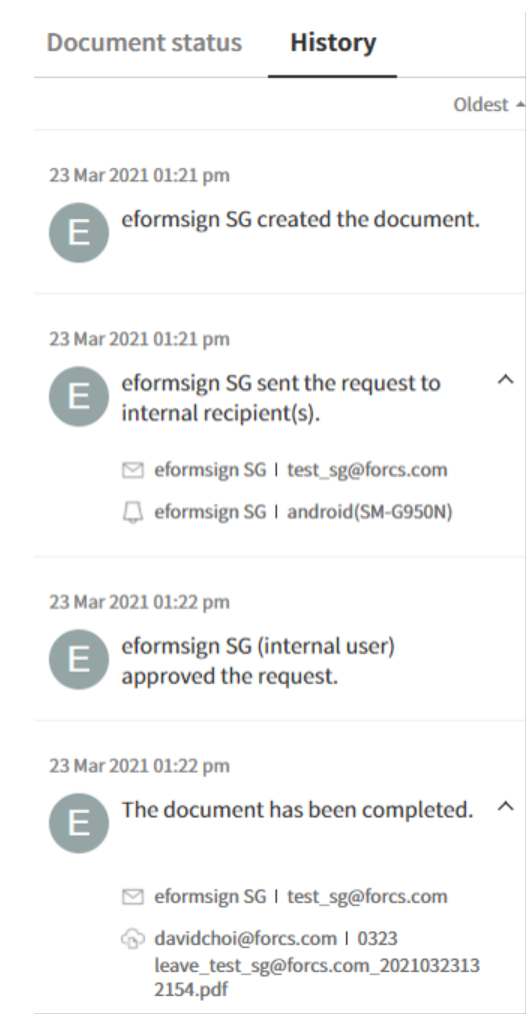 Document status History
Oldest
23 Mar 2021 01:21 pm
E
eformsign SG created the document.
23 Mar 2021 01:21 pm
E
eformsign SG sent the request to
internal recipient(s).
eformsign SG | test_sg@forcs.com
eformsign SG | android(SM-G950N)
23 Mar 2021 01:22 pm
E
eformsign SG (internal user)
approved the request.
23 Mar 2021 01:22 pm
E
The document has been completed.
eformsign SG | test_sg@forcs.com
davidchoi@forcs.com | 0323
leave_test_sg@forcs.com_2021032313
2154.pdf